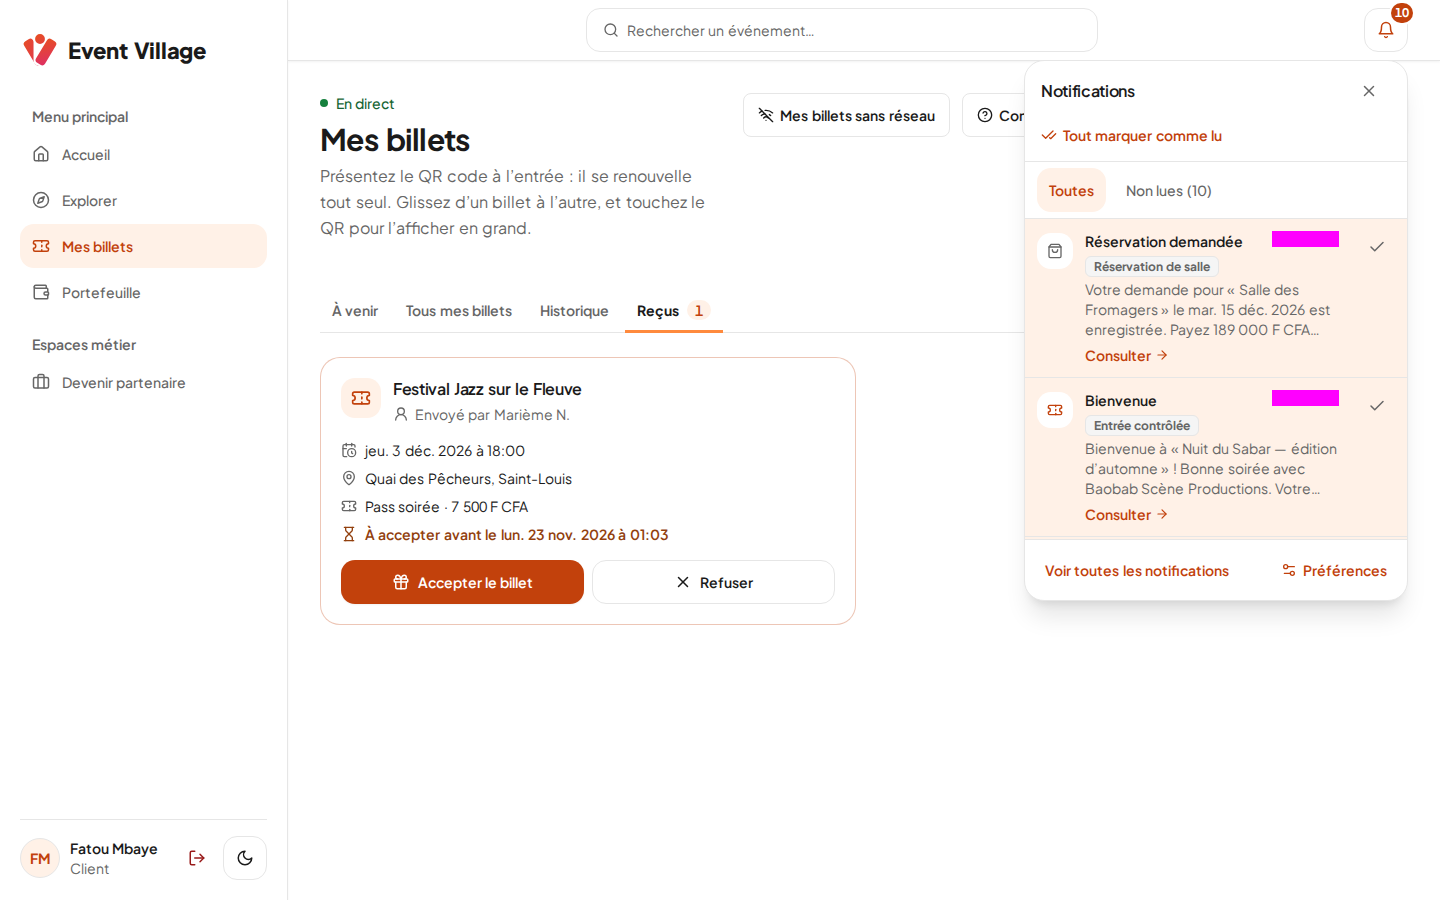 Event Village
Menu principal
Accueil
Explorer
Mes billets
Portefeuille
Espaces métier
Devenir partenaire
FM
Fatou Mbaye
Client
Rechercher un événement…
10
En direct
Mes billets
Présentez le QR code à l’entrée : il se renouvelle
tout seul. Glissez d’un billet à l’autre, et touchez le
QR pour l’afficher en grand.
Mes billets sans réseau
À venir
Tous mes billets
Historique
Reçus 1
Festival Jazz sur le Fleuve
Envoyé par Marième N.
jeu. 3 déc. 2026 à 18:00
Quai des Pêcheurs, Saint-Louis
Pass soirée · 7 500 F CFA
À accepter avant le lun. 23 nov. 2026 à 01:03
Accepter le billet
Refuser
Notifications
Tout marquer comme lu
Toutes
Non lues (10)
Réservation demandée
Réservation de salle
Votre demande pour « Salle des
Fromagers » le mar. 15 déc. 2026 est
enregistrée. Payez 189 000 F CFA…
Consulter
Bienvenue
Entrée contrôlée
Bienvenue à « Nuit du Sabar — édition
d’automne » ! Bonne soirée avec
Baobab Scène Productions. Votre…
Consulter
Voir toutes les notifications
Préférences